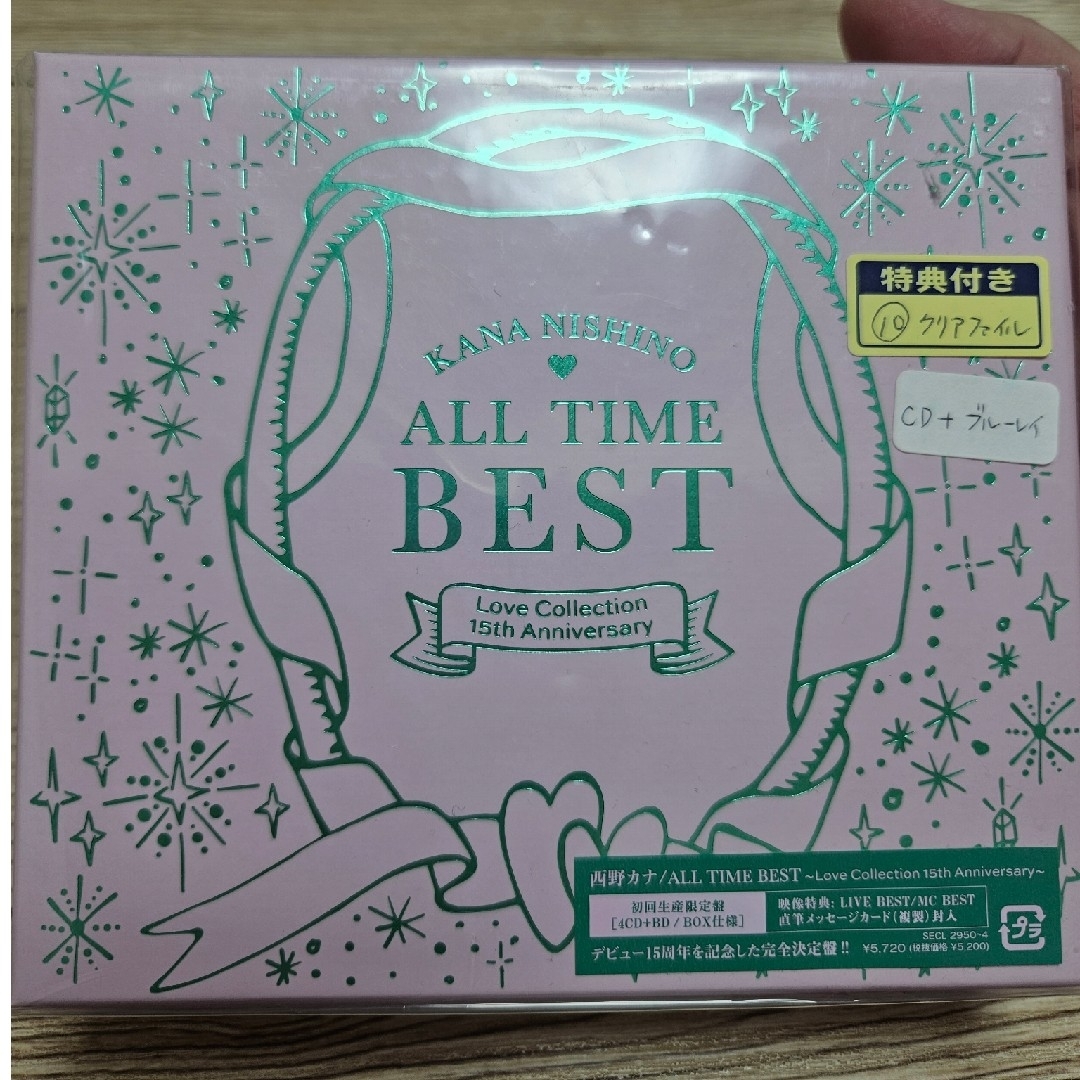 KANA NISHINO
ALL TIME
BEST
Love Collection
15th Anniversary
特典付き
⑩ クリアファイル
CD+ブルーレイ
西野カナ/ALL TIME BEST ~Love Collection 15th Anniversary~
初回生産限定盤
[4CD+BD / BOX仕様]
映像特典: LIVE BEST/MC BEST
直筆メッセージカード(複製)封入
SECL 2950~4
デビュー15周年を記念した完全決定盤!!
¥5,720 (税抜価格 ¥5,200)
プラ